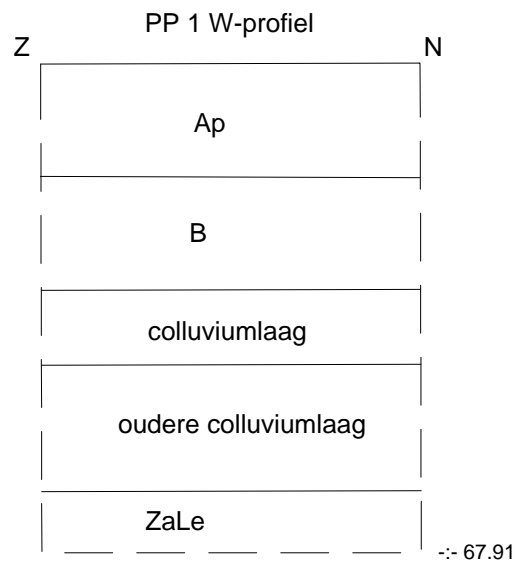 PP 1 W-profiel
Z N
Ap
B
colluviumlaag
oudere colluviumlaag
ZaLe
-:- 67.91